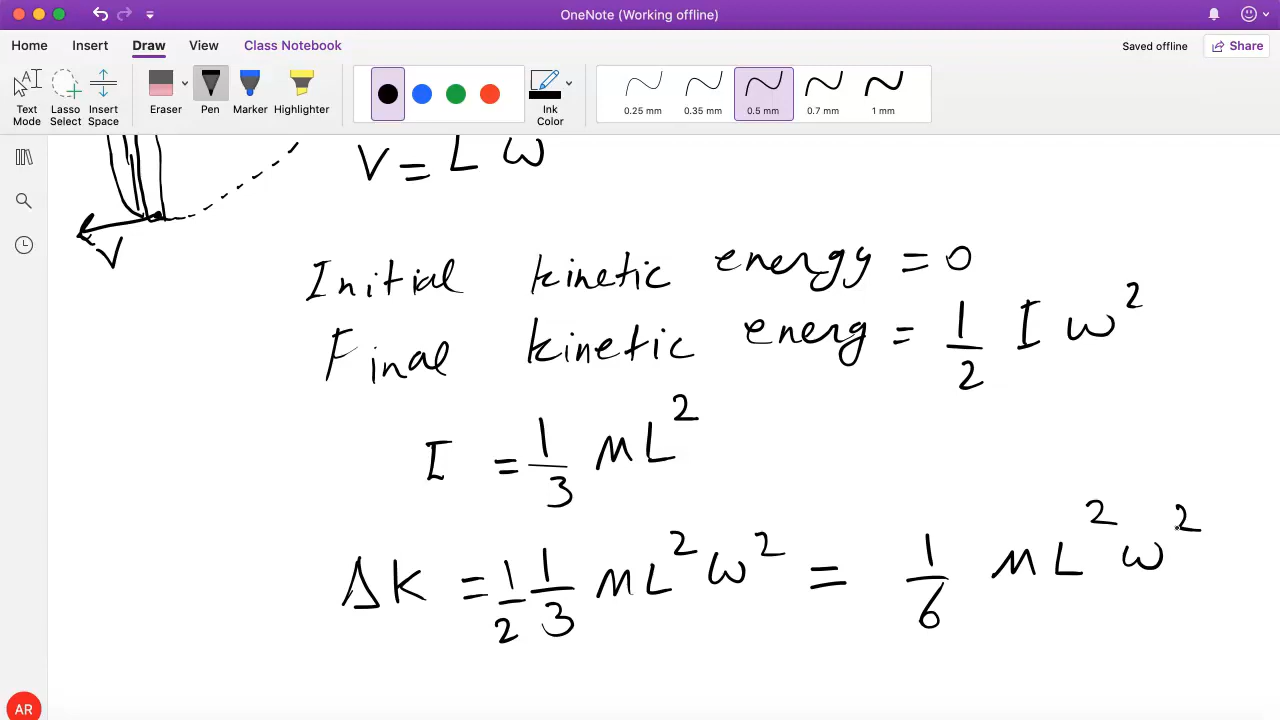 OneNote (Working offline)
Home Insert Draw View Class Notebook Saved offline Share
Text Mode Lasso Select Insert Space Eraser Pen Marker Highlighter Ink Color 0.25 mm 0.35 mm 0.5 mm 0.7 mm 1 mm
V = L ω
V
Initial kinetic energy = 0
Final kinetic energ = 1/2 I ω²
I = 1/3 ML²
ΔK = 1/2 1/3 ML²ω² = 1/6 ML²ω²
AR